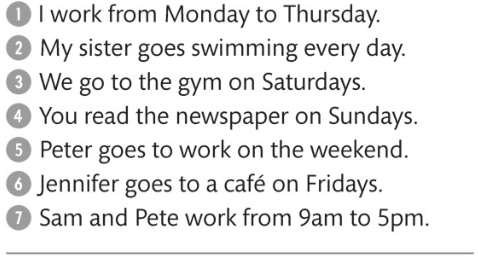 1 I work from Monday to Thursday.
2 My sister goes swimming every day.
3 We go to the gym on Saturdays.
4 You read the newspaper on Sundays.
5 Peter goes to work on the weekend.
6 Jennifer goes to a café on Fridays.
7 Sam and Pete work from 9am to 5pm.